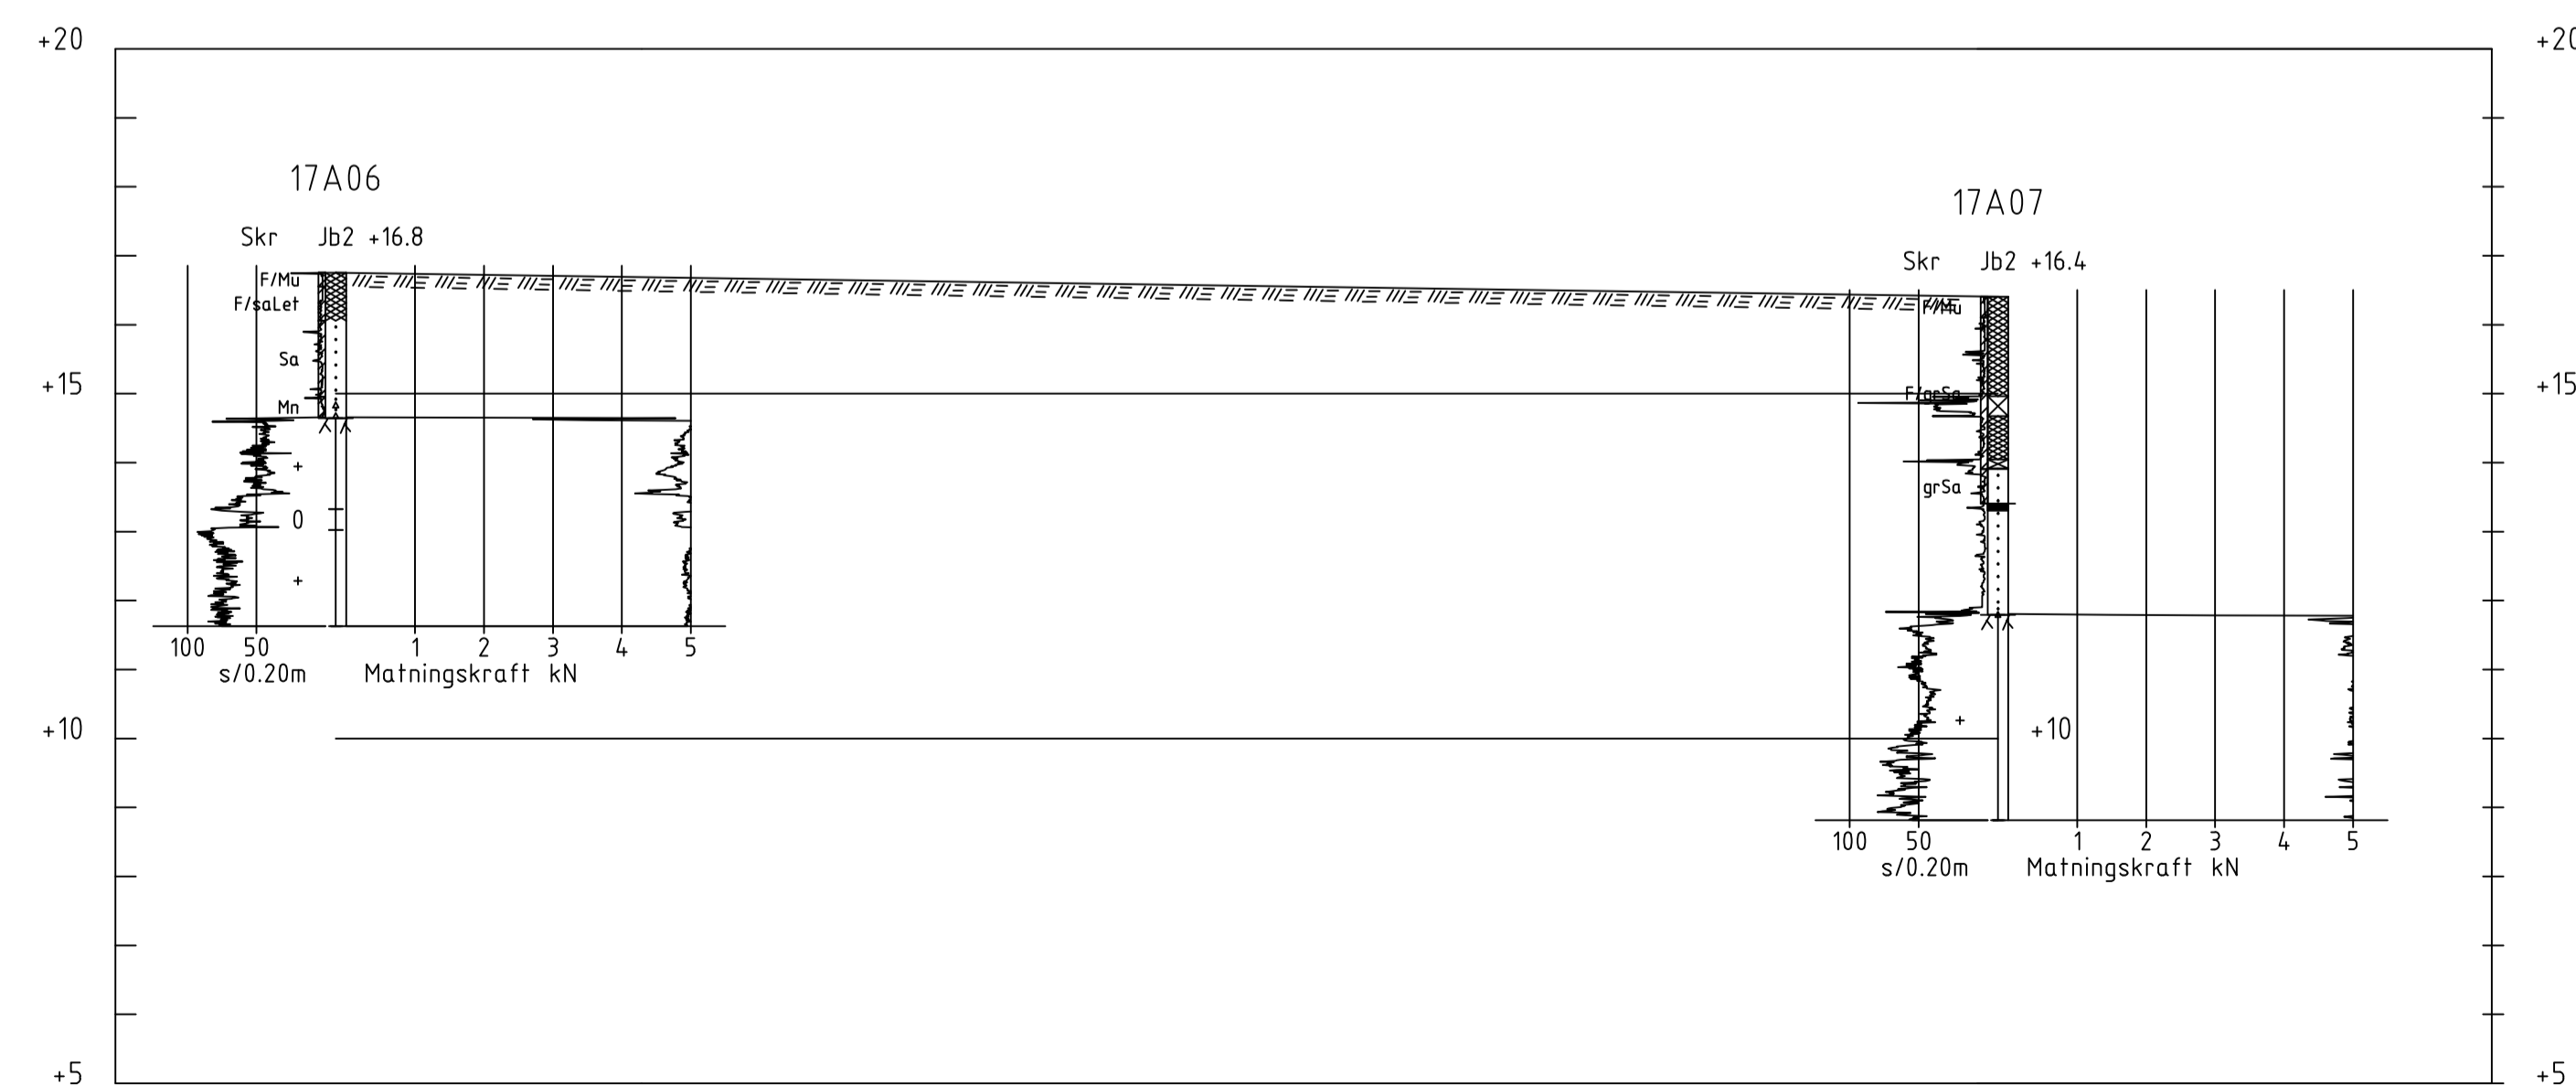 +20
+20
17A06
17A07
Skr Jb2 +16.8
Skr Jb2 +16.4
F/Mu
F/saLet
F/Mu
Sa
+15
+15
F/grSa
Mn
+
grSa
0
+
100 50 1 2 3 4 5
s/0.20m Matningskraft kN
+
+10
+10
100 50 1 2 3 4 5
s/0.20m Matningskraft kN
+5
+5